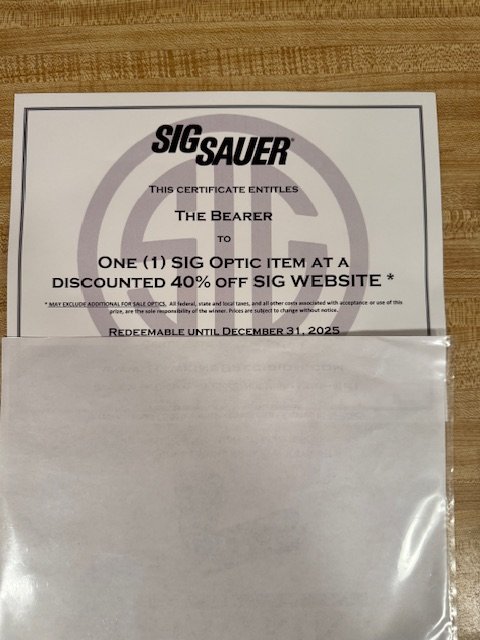 SIG SAUER
THIS CERTIFICATE ENTITLES
THE BEARER
TO
ONE (1) SIG OPTIC ITEM AT A
DISCOUNTED 40% OFF SIG WEBSITE *
* MAY EXCLUDE ADDITIONAL FOR SALE OPTICS. All federal, state and local taxes, and all other costs associated with acceptance or use of this
prize, are the sole responsibility of the winner. Prices are subject to change without notice.
REDEEMABLE UNTIL DECEMBER 31, 2025